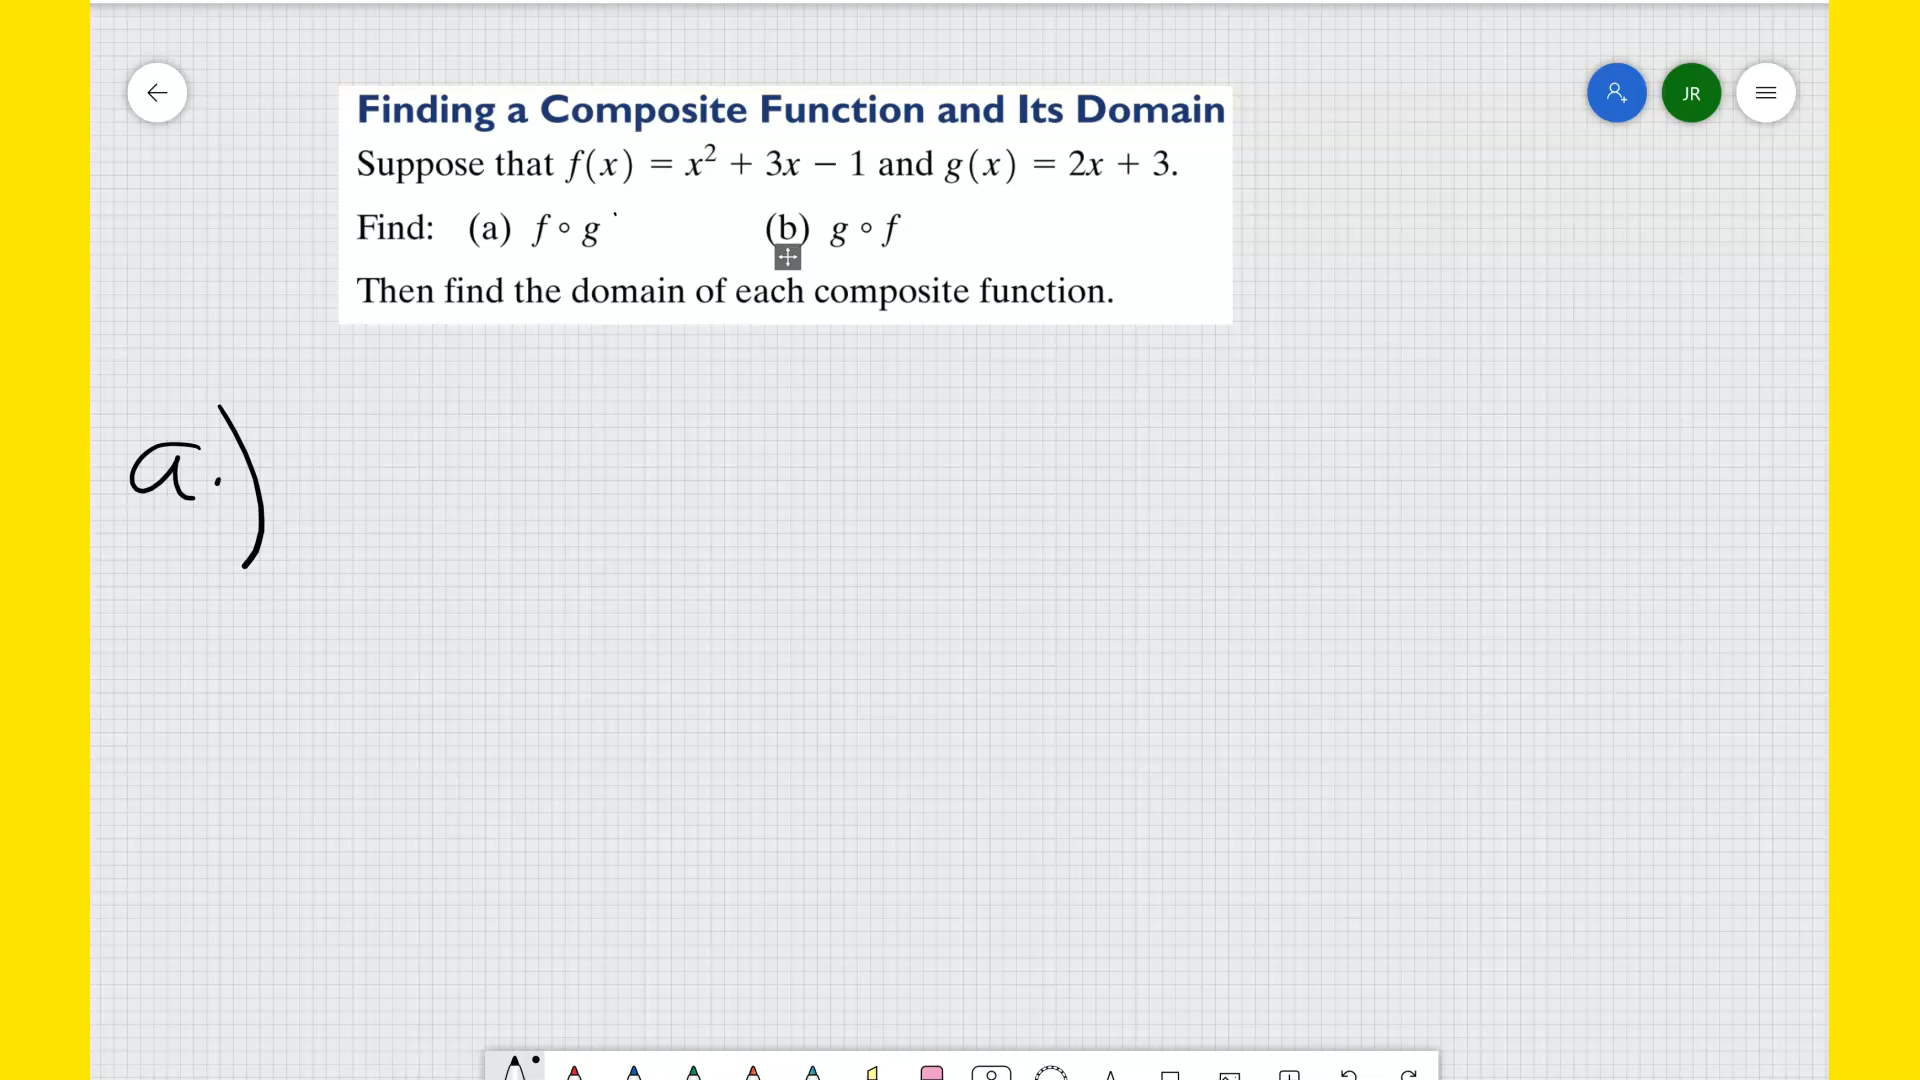 Finding a Composite Function and Its Domain
Suppose that f(x) = x² + 3x − 1 and g(x) = 2x + 3.
Find: (a) f ∘ g (b) g ∘ f
Then find the domain of each composite function.
JR
a.)